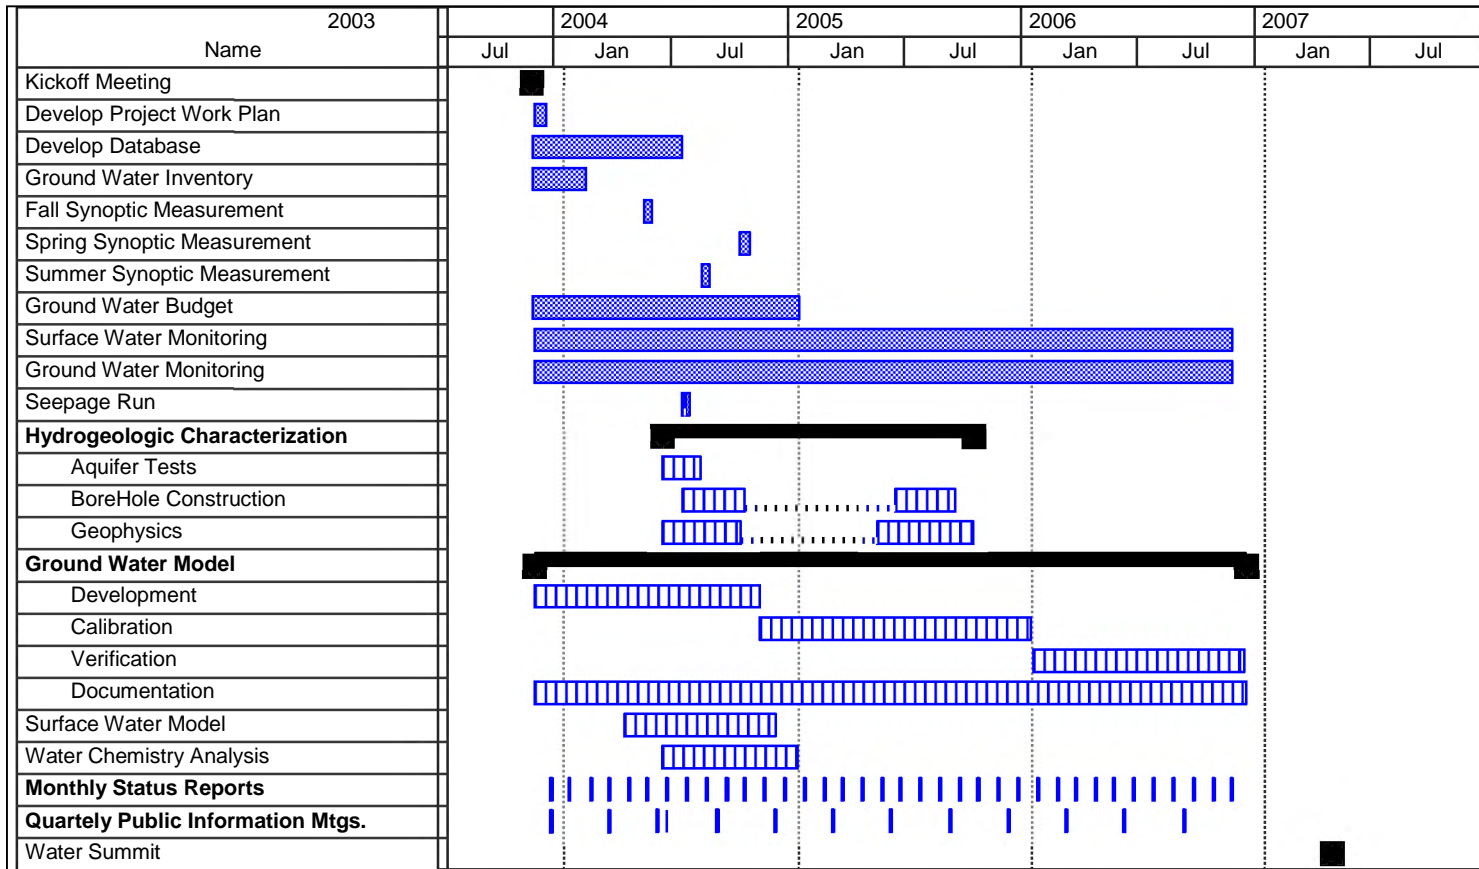 2003 2004 2005 2006 2007
Name Jul Jan Jul Jan Jul Jan Jul Jan Jul
Kickoff Meeting
Develop Project Work Plan
Develop Database
Ground Water Inventory
Fall Synoptic Measurement
Spring Synoptic Measurement
Summer Synoptic Measurement
Ground Water Budget
Surface Water Monitoring
Ground Water Monitoring
Seepage Run
Hydrogeologic Characterization
Aquifer Tests
BoreHole Construction
Geophysics
Ground Water Model
Development
Calibration
Verification
Documentation
Surface Water Model
Water Chemistry Analysis
Monthly Status Reports
Quartely Public Information Mtgs.
Water Summit